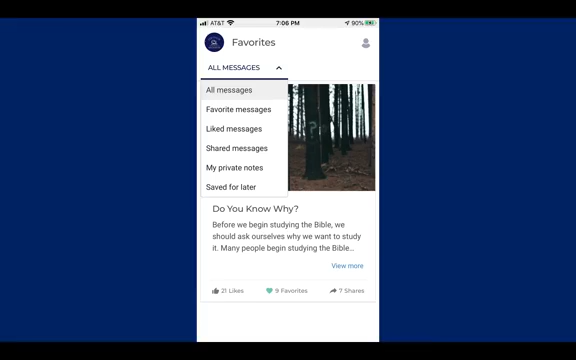 AT&T
7:06 PM
90%
Favorites
ALL MESSAGES
All messages
Favorite messages
Liked messages
Shared messages
My private notes
Saved for later
Do You Know Why?
Before we begin studying the Bible, we
should ask ourselves why we want to study
it. Many people begin studying the Bible...
View more
21 Likes
9 Favorites
7 Shares